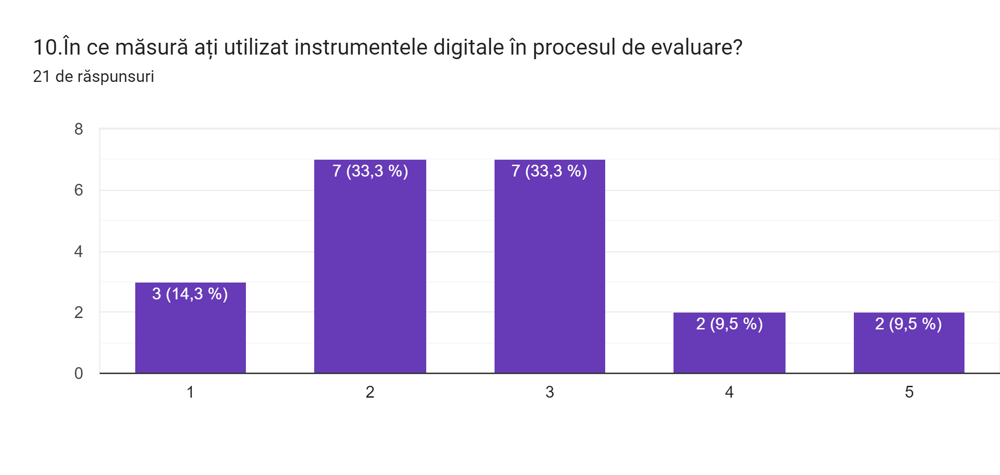 10.În ce măsură ați utilizat instrumentele digitale în procesul de evaluare?
21 de răspunsuri
8
6
4
2
0
3 (14,3 %)
7 (33,3 %)
7 (33,3 %)
2 (9,5 %)
2 (9,5 %)
1
2
3
4
5